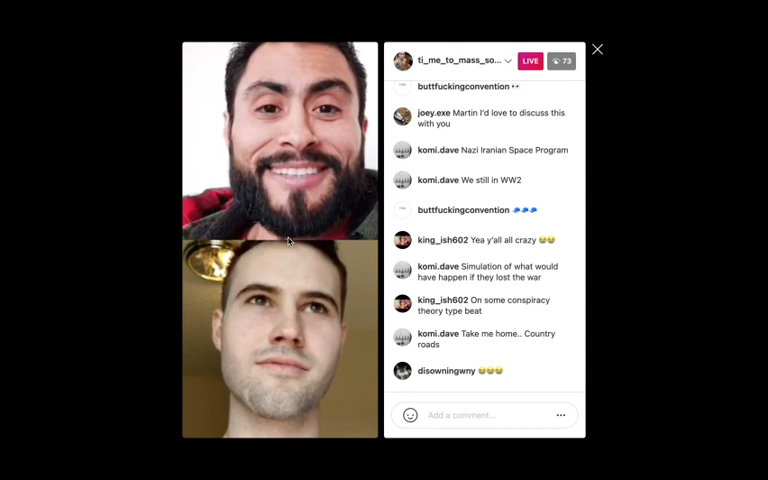 ti_me_to_mass_so...
LIVE
73
buttfuckingconvention 👀
joey.exe Martin I'd love to discuss this
with you
komi.dave Nazi Iranian Space Program
komi.dave We still in WW2
buttfuckingconvention 🧢🧢🧢
king_ish602 Yea y'all all crazy 😂😂
komi.dave Simulation of what would
have happen if they lost the war
king_ish602 On some conspiracy
theory type beat
komi.dave Take me home.. Country
roads
disowningwny 😂😂😂
Add a comment...